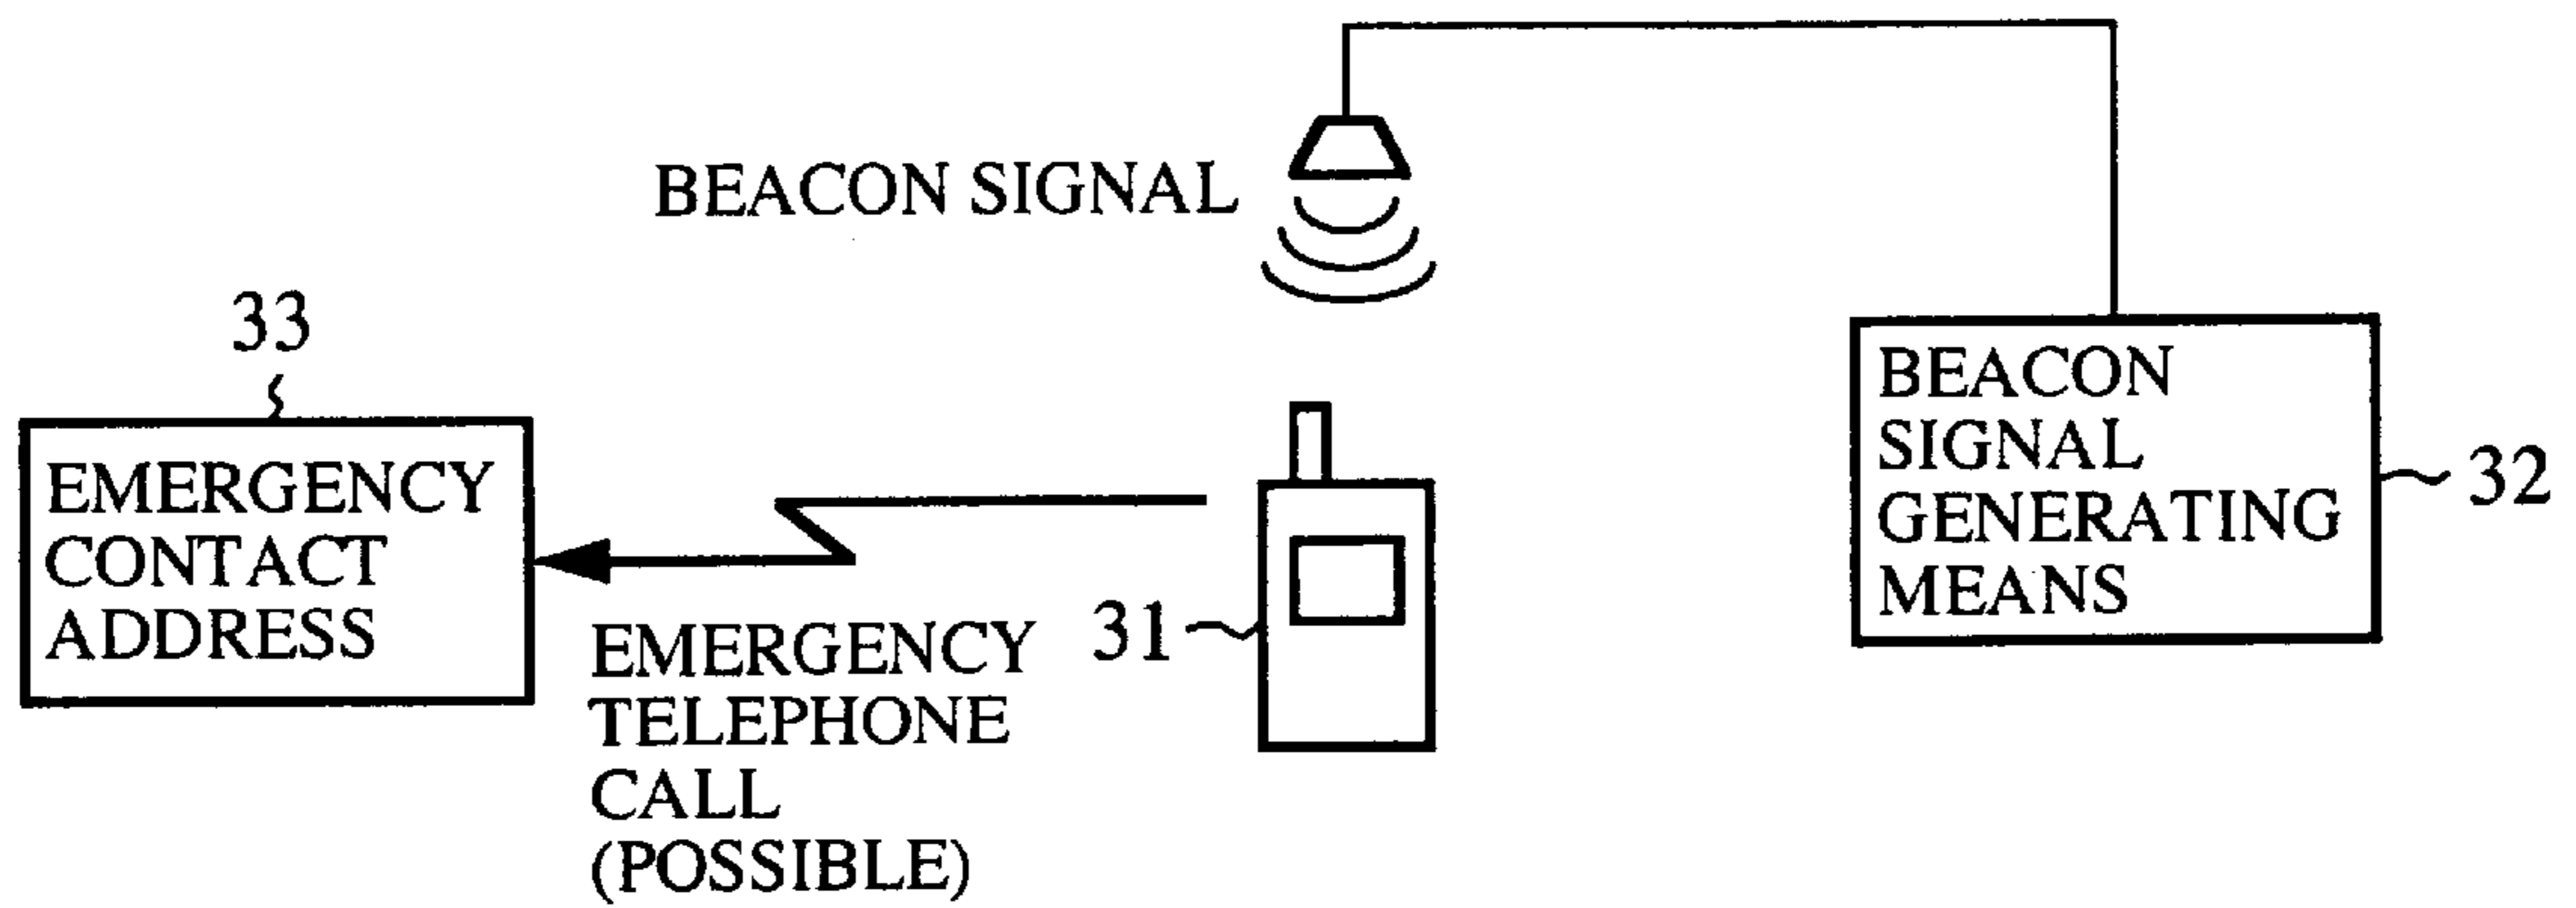 BEACON SIGNAL
33
EMERGENCY
CONTACT
ADDRESS
EMERGENCY
TELEPHONE
CALL
(POSSIBLE)
31
BEACON
SIGNAL
GENERATING
MEANS
32